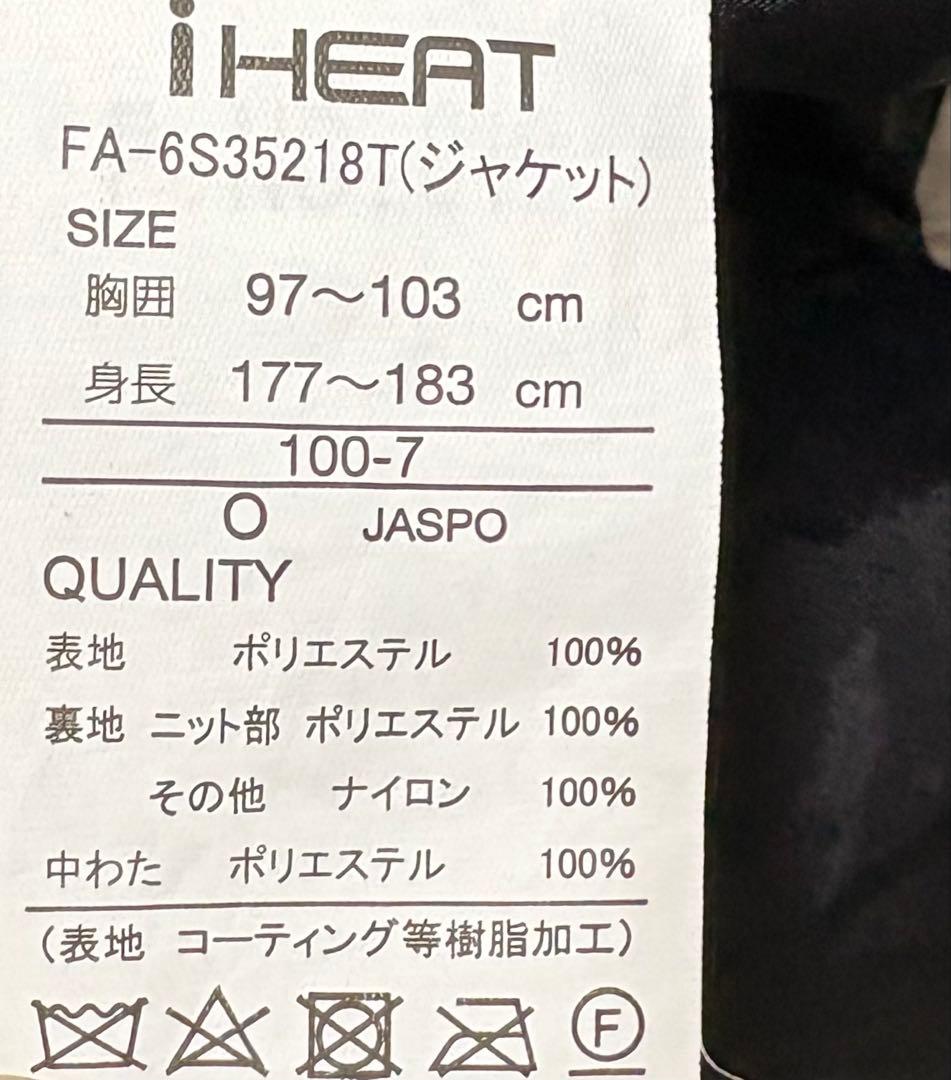 iHEAT
FA-6S35218T(ジャケット)
SIZE
胸囲 97～103 cm
身長 177～183 cm
100-7
O JASPO
QUALITY
表地 ポリエステル 100%
裏地 ニット部 ポリエステル 100%
その他 ナイロン 100%
中わた ポリエステル 100%
(表地 コーティング等樹脂加工)
F